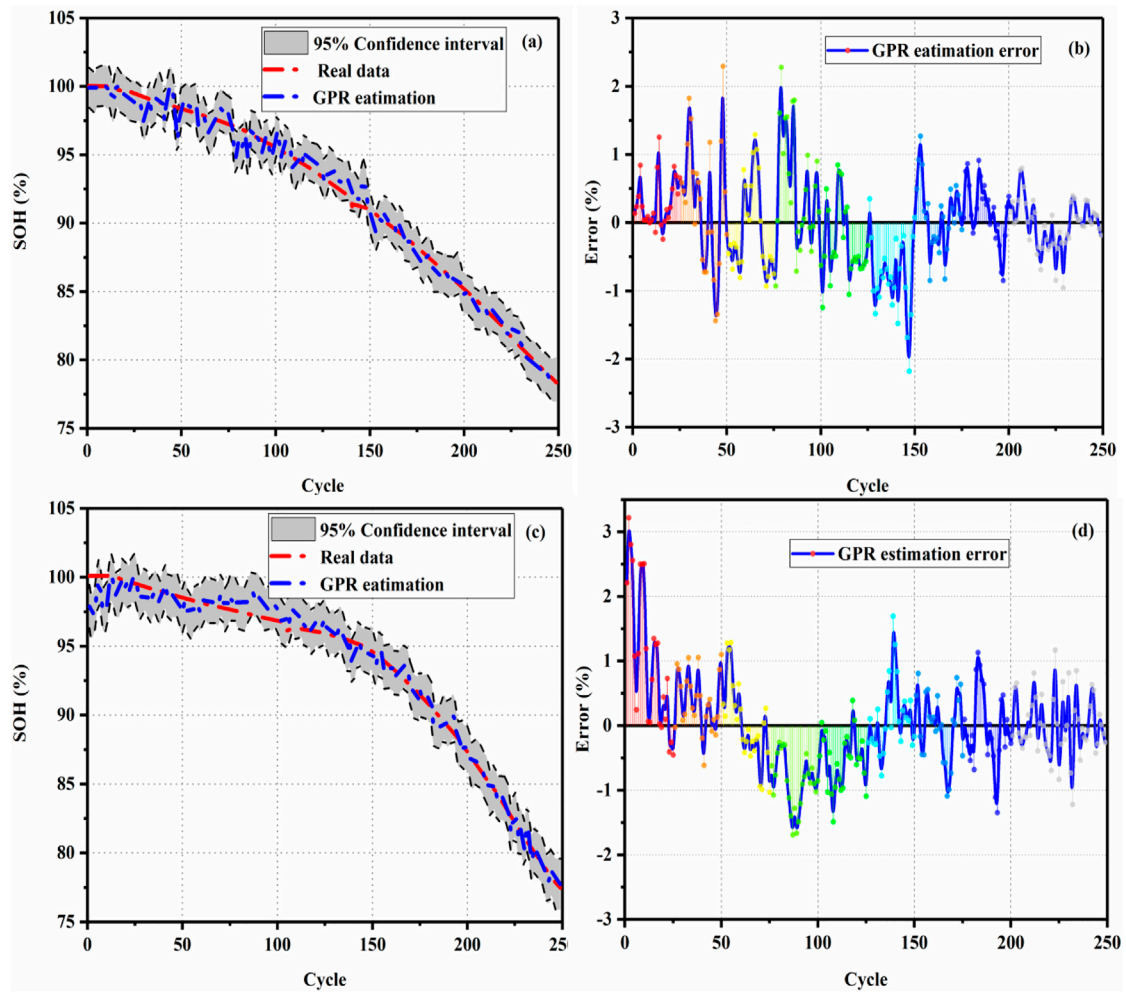 105
100
95
90
85
80
75
SOH (%)
(a)
95% Confidence interval
Real data
GPR eatimation
0 50 100 150 200 250
Cycle
3
2
1
0
-1
-2
-3
Error (%)
GPR eatimation error
(b)
0 50 100 150 200 250
Cycle
105
100
95
90
85
80
75
SOH (%)
95% Confidence interval
(c)
Real data
GPR eatimation
0 50 100 150 200 250
Cycle
3
2
1
0
-1
-2
-3
Error (%)
(d)
GPR estimation error
0 50 100 150 200 250
Cycle